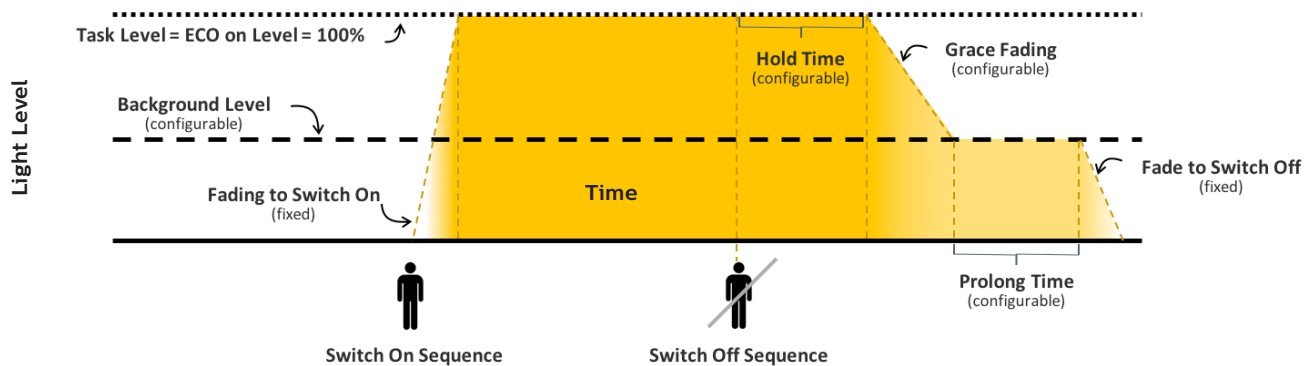 Task Level = ECO on Level = 100%
Hold Time
(configurable)
Grace Fading
(configurable)
Light Level
Background Level
(configurable)
Fading to Switch On
(fixed)
Time
Fade to Switch Off
(fixed)
Prolong Time
(configurable)
Switch On Sequence
Switch Off Sequence